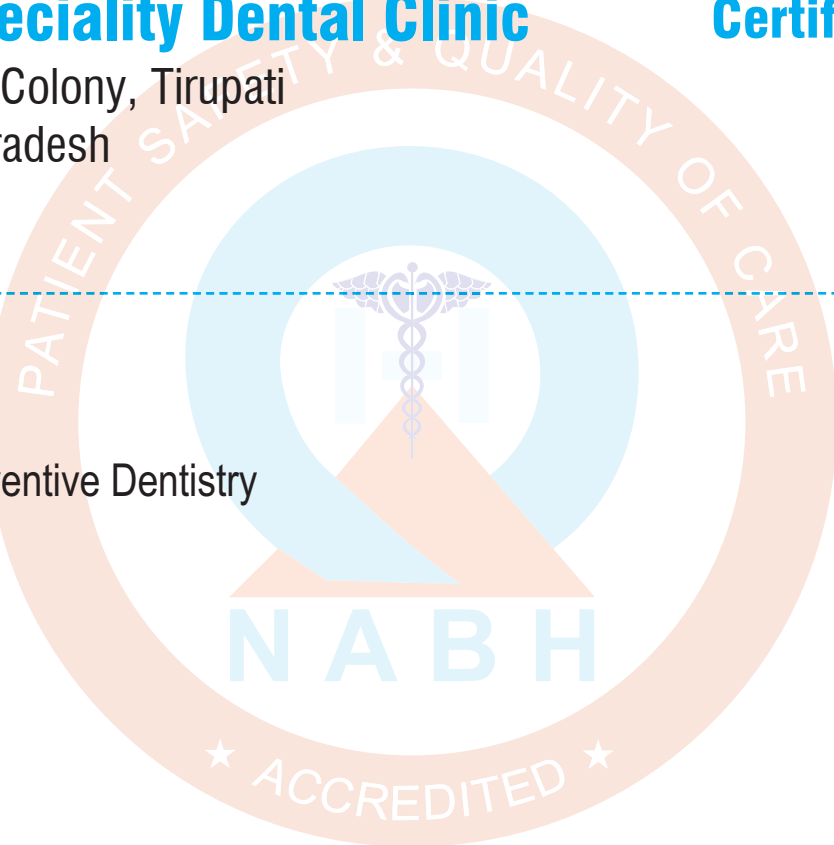 eciality Dental Clinic
Certif
Colony, Tirupati
radesh
PATIENT SAFETY & QUALITY OF CARE
entive Dentistry
NABH
★ ACCREDITED ★